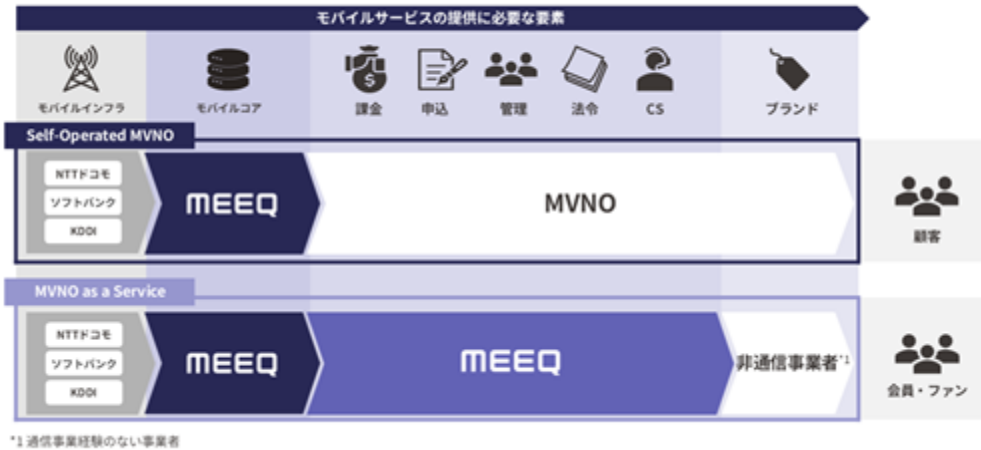 モバイルサービスの提供に必要な要素
モバイルインフラ
モバイルコア
課金
申込
管理
法令
CS
ブランド
Self-Operated MVNO
NTTドコモ
ソフトバンク
KDDI
MEEQ
MVNO
顧客
MVNO as a Service
NTTドコモ
ソフトバンク
KDDI
MEEQ
MEEQ
非通信事業者*1
会員・ファン
*1 通信事業経験のない事業者